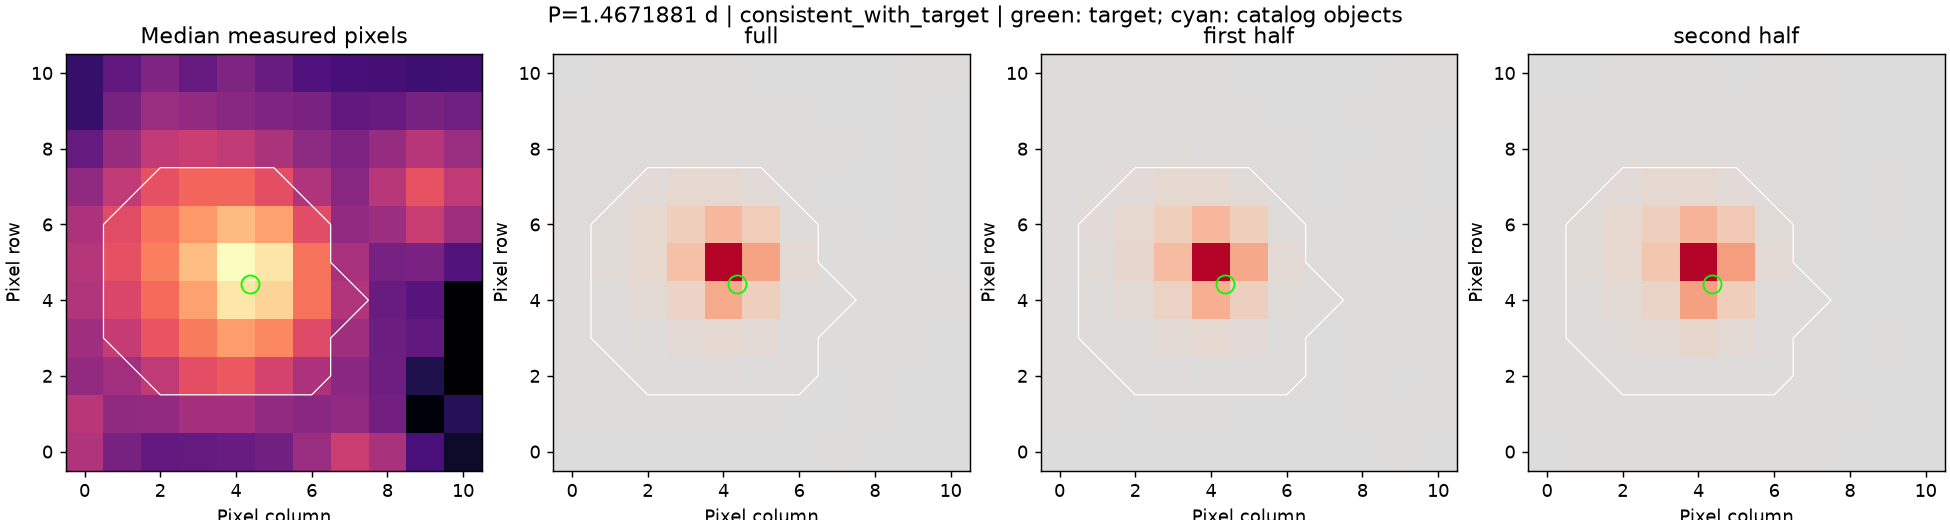 P=1.4671881 d | consistent_with_target | green: target; cyan: catalog objects
Median measured pixels
full
first half
second half
Pixel row
10
8
6
4
2
0
0 2 4 6 8 10
Pixel column
Pixel row
10
8
6
4
2
0
0 2 4 6 8 10
Pixel column
Pixel row
10
8
6
4
2
0
0 2 4 6 8 10
Pixel column
Pixel row
10
8
6
4
2
0
0 2 4 6 8 10
Pixel column